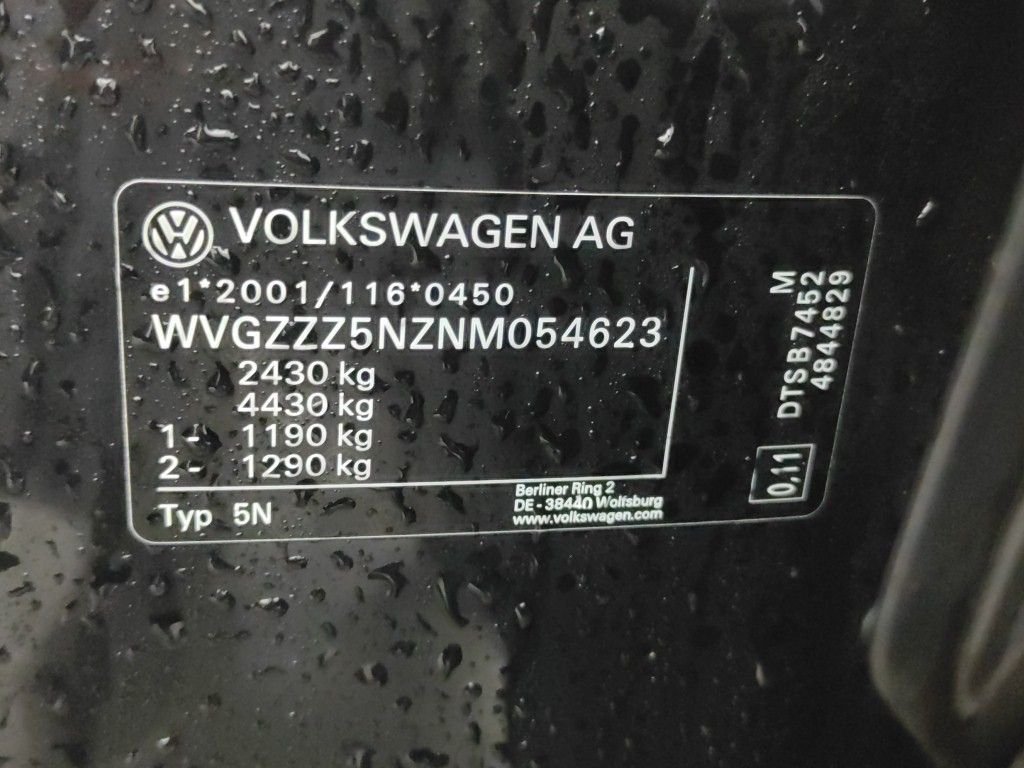 VOLKSWAGEN AG
e1*2001/116*0450
WVGZZZ5NZNM054623
2430 kg
4430 kg
1- 1190 kg
2- 1290 kg
Typ 5N
Berliner Ring 2
DE-38440 Wolfsburg
www.volkswagen.com
M
DTSB7452
4844829
0,11